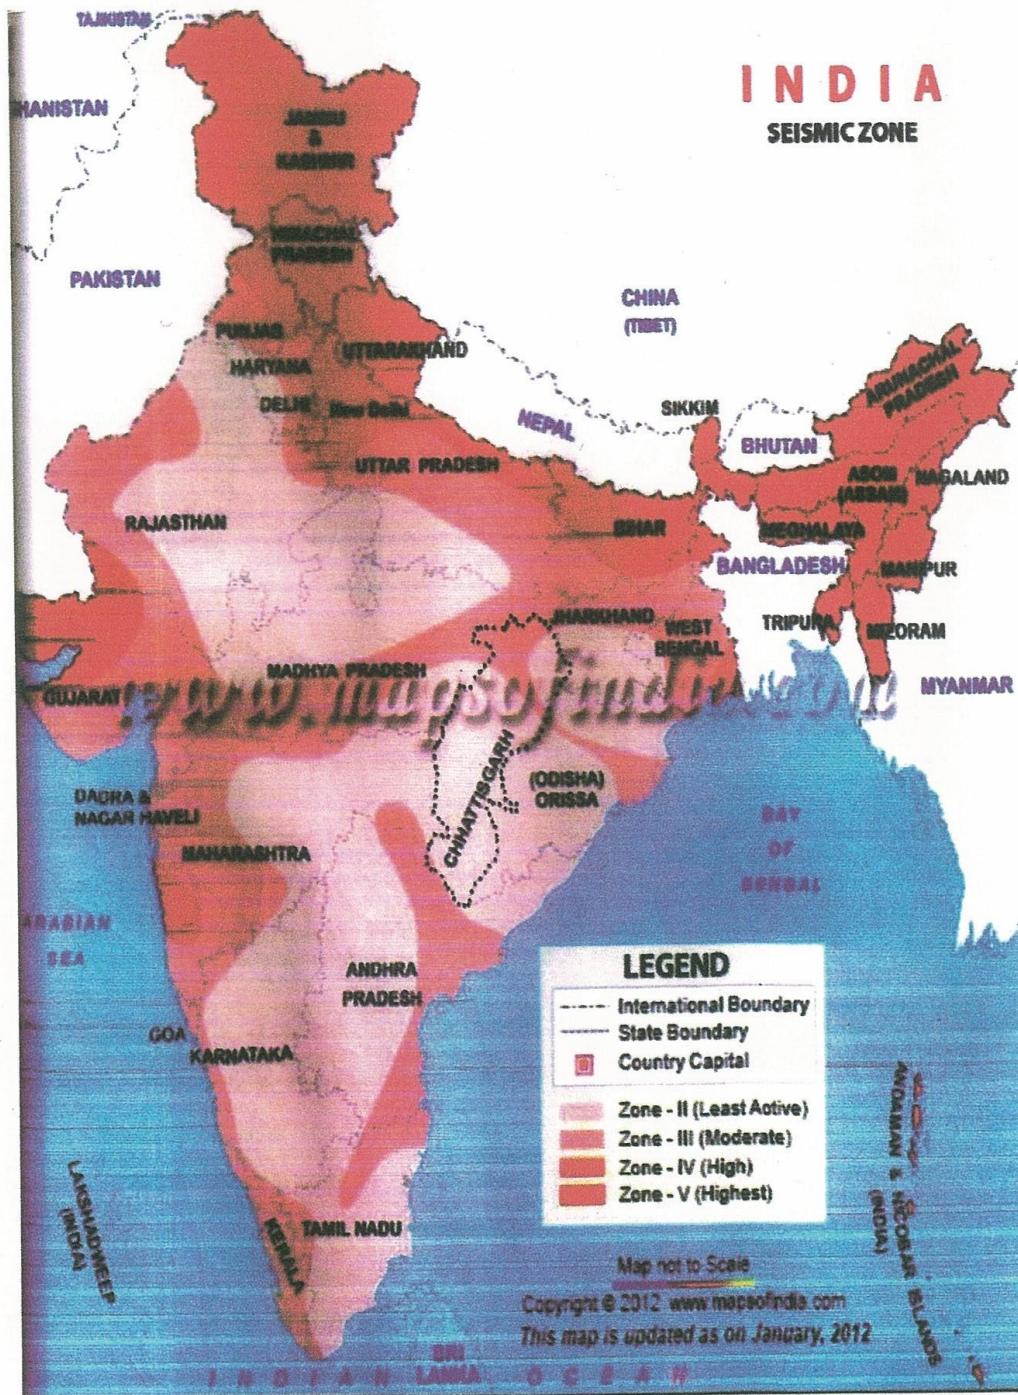 TAJIKISTAN
HANISTAN
INDIA
SEISMIC ZONE
JAMMU
&
KASHMIR
HIMACHAL
PRADESH
PAKISTAN
CHINA
(TIBET)
PUNJAB
UTTARAKHAND
HARYANA
ARUNACHAL
PRADESH
DELHI
New Delhi
SIKKIM
NEPAL
BHUTAN
UTTAR PRADESH
ASOM
(ASSAM)
NAGALAND
RAJASTHAN
BIHAR
MEGHALAYA
BANGLADESH
MANIPUR
JHARKHAND
WEST
BENGAL
TRIPURA
MIZORAM
MADHYA PRADESH
GUJARAT
MYANMAR
www.mapsofindia.com
CHHATTISGARH
(ODISHA)
ORISSA
DADRA &
NAGAR HAVELI
MAHARASHTRA
BAY
OF
BENGAL
ARABIAN
SEA
ANDHRA
PRADESH
GOA
KARNATAKA
LEGEND
International Boundary
State Boundary
Country Capital
Zone - II (Least Active)
Zone - III (Moderate)
Zone - IV (High)
Zone - V (Highest)
ANDAMAN & NICOBAR ISLANDS
(INDIA)
LAKSHADWEEP
(INDIA)
KERALA
TAMIL NADU
Map not to Scale
Copyright © 2012 www.mapsofindia.com
This map is updated as on January, 2012
SRI
LANKA
INDIAN OCEAN